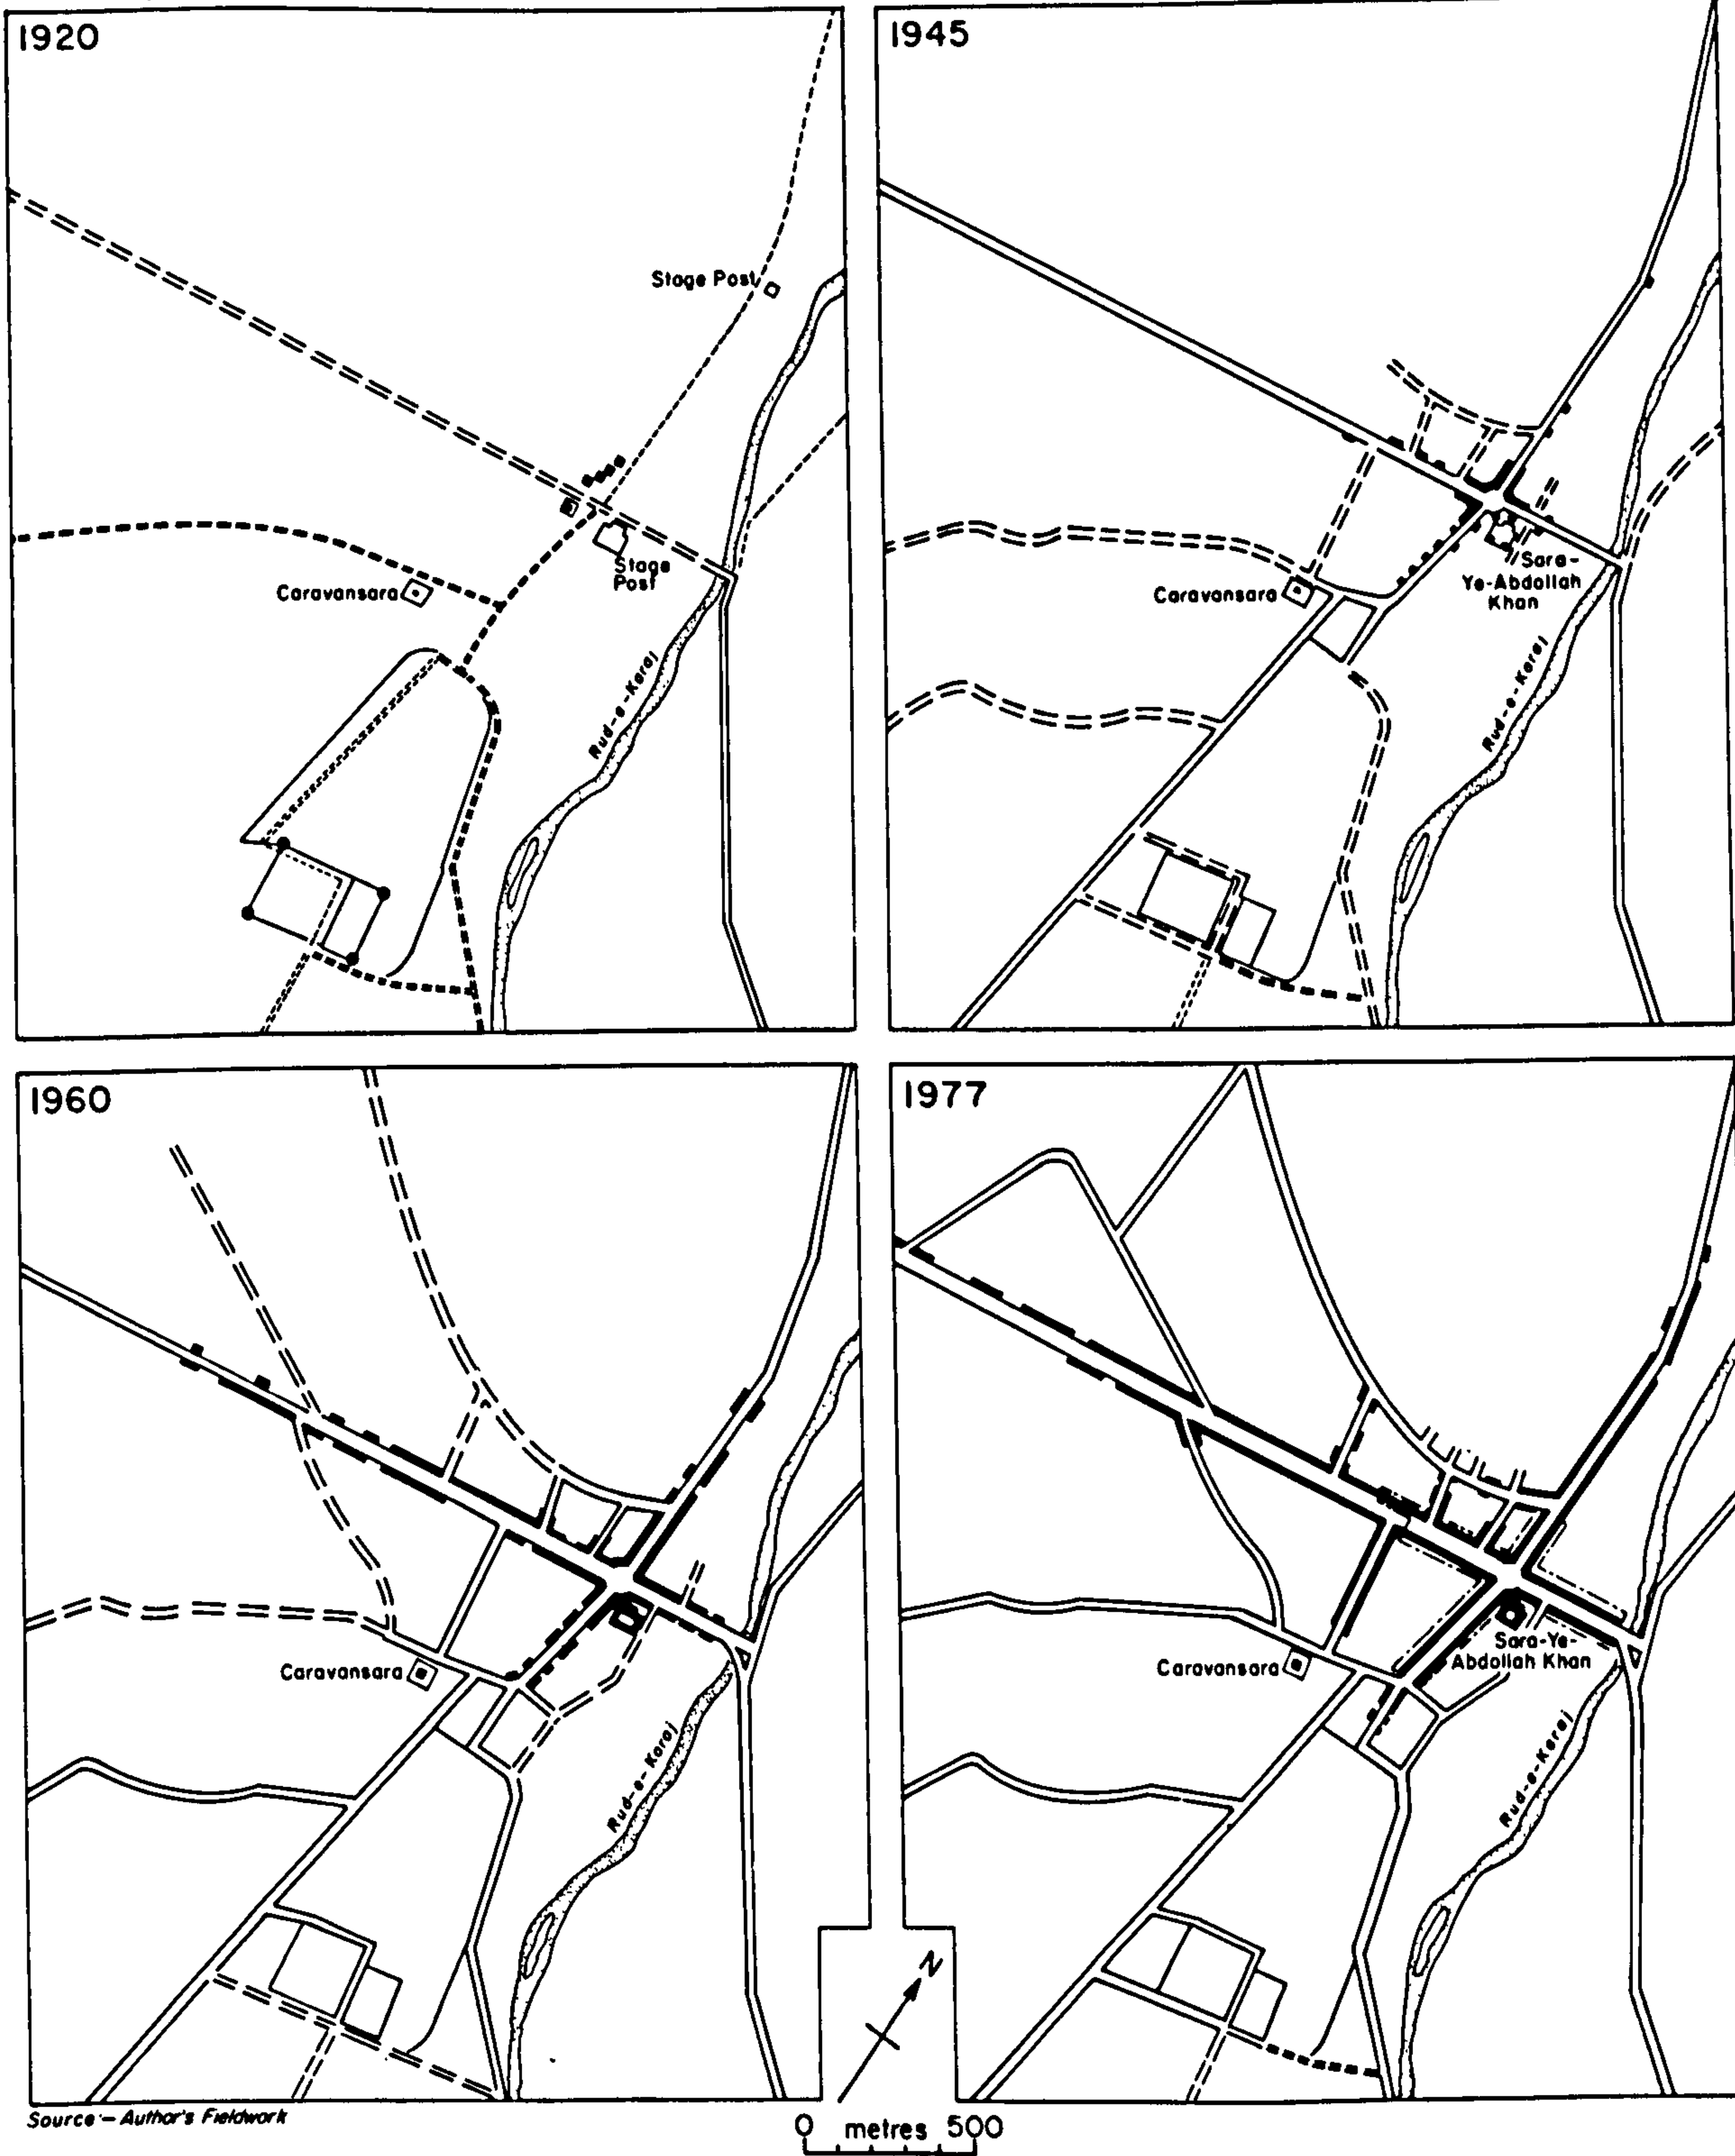 1920
Stage Post
Stage
Post
Caravansara
Rud-e-Karaj
1945
Sara-
Ye-Abdollah
Khan
Caravansara
Rud-e-Karaj
1960
Caravansara
Rud-e-Karaj
1977
Sara-Ye-
Abdollah Khan
Caravansara
Rud-e-Karaj
N
Source:- Author's Fieldwork
0 metres 500